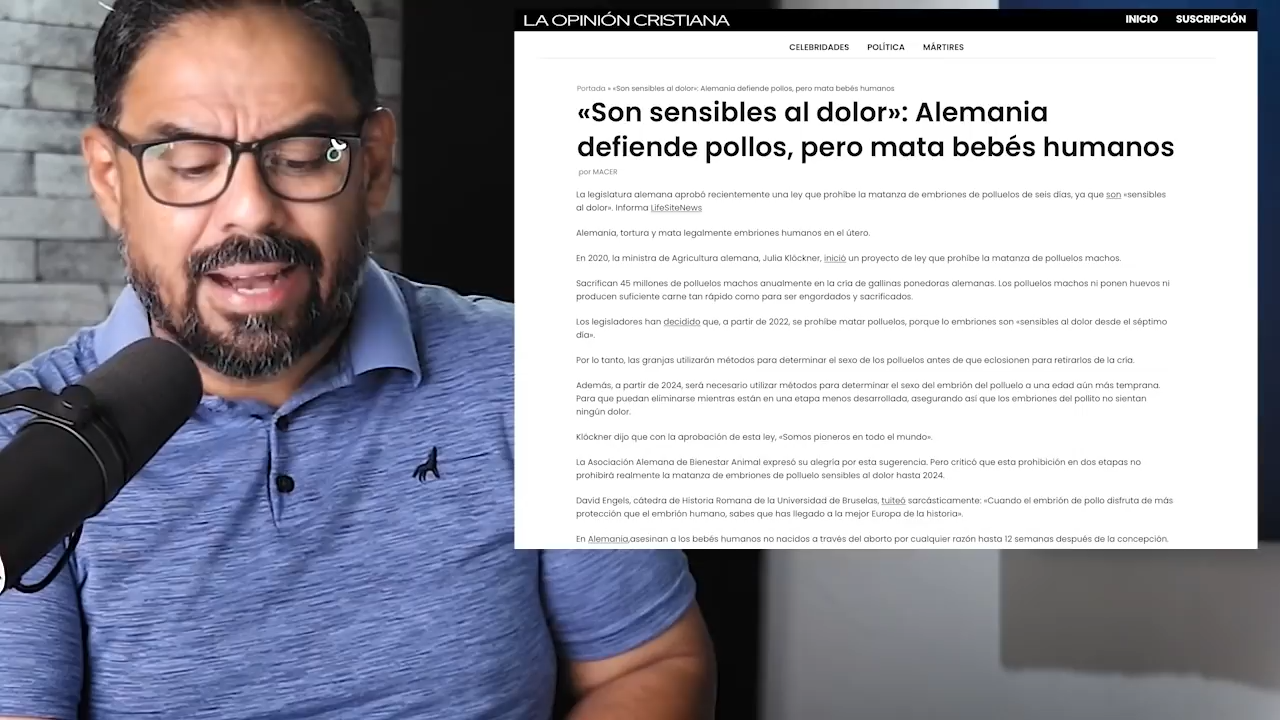 LA OPINIÓN CRISTIANA
INICIO SUSCRIPCIÓN
CELEBRIDADES POLÍTICA MÁRTIRES
Portada » «Son sensibles al dolor»: Alemania defiende pollos, pero mata bebés humanos
«Son sensibles al dolor»: Alemania
defiende pollos, pero mata bebés humanos
por MACER
La legislatura alemana aprobó recientemente una ley que prohíbe la matanza de embriones de polluelos de seis días, ya que son «sensibles
al dolor». Informa LifeSiteNews
Alemania, tortura y mata legalmente embriones humanos en el útero.
En 2020, la ministra de Agricultura alemana, Julia Klöckner, inició un proyecto de ley que prohíbe la matanza de polluelos machos.
Sacrifican 45 millones de polluelos machos anualmente en la cría de gallinas ponedoras alemanas. Los polluelos machos ni ponen huevos ni
producen suficiente carne tan rápido como para ser engordados y sacrificados.
Los legisladores han decidido que, a partir de 2022, se prohíbe matar polluelos, porque lo embriones son «sensibles al dolor desde el séptimo
día».
Por lo tanto, las granjas utilizarán métodos para determinar el sexo de los polluelos antes de que eclosionen para retirarlos de la cría.
Además, a partir de 2024, será necesario utilizar métodos para determinar el sexo del embrión del polluelo a una edad aún más temprana.
Para que puedan eliminarse mientras están en una etapa menos desarrollada, asegurando así que los embriones del pollito no sientan
ningún dolor.
Klöckner dijo que con la aprobación de esta ley, «Somos pioneros en todo el mundo».
La Asociación Alemana de Bienestar Animal expresó su alegría por esta sugerencia. Pero criticó que esta prohibición en dos etapas no
prohibirá realmente la matanza de embriones de polluelo sensibles al dolor hasta 2024.
David Engels, cátedra de Historia Romana de la Universidad de Bruselas, tuiteó sarcásticamente: «Cuando el embrión de pollo disfruta de más
protección que el embrión humano, sabes que has llegado a la mejor Europa de la historia».
En Alemania,asesinan a los bebés humanos no nacidos a través del aborto por cualquier razón hasta 12 semanas después de la concepción.